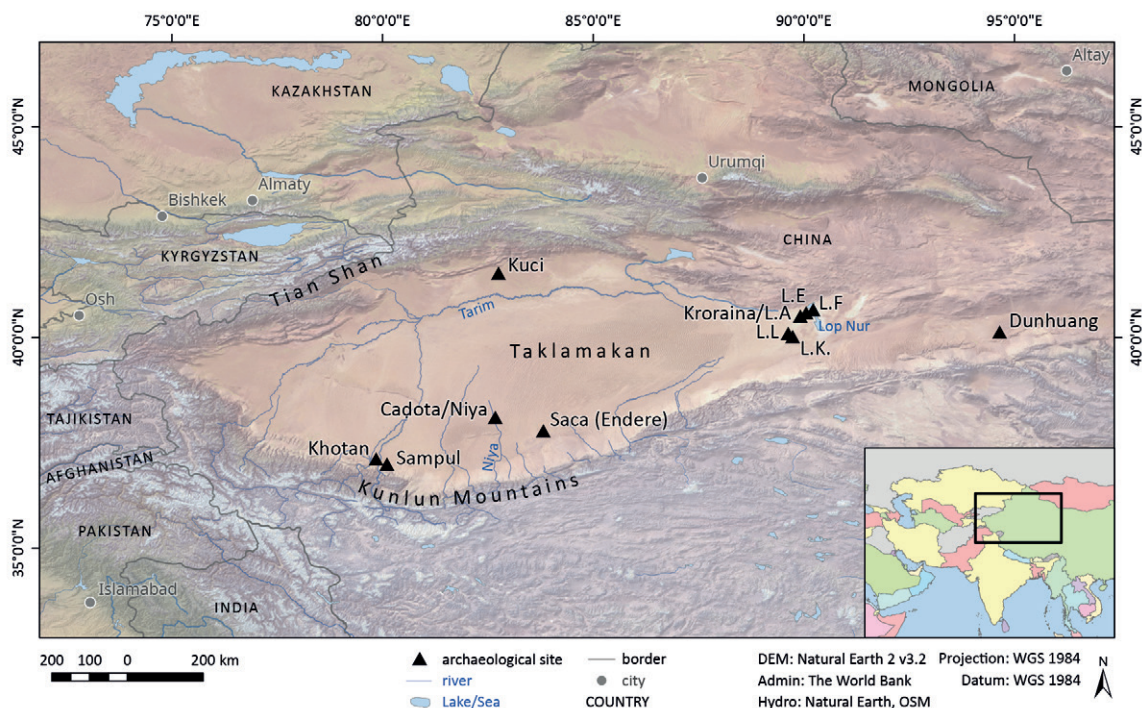 75°0'0"E 80°0'0"E 85°0'0"E 90°0'0"E 95°0'0"E
Altay
MONGOLIA
KAZAKHSTAN
45°0'0"N 45°0'0"N
Urumqi
Almaty
Bishkek
CHINA
KYRGYZSTAN
Kuci
Tian Shan
Osh
Tarim
L.E
L.F
Kroraina/L.A
Lop Nur
Dunhuang
L.L
L.K.
40°0'0"N 40°0'0"N
Taklamakan
TAJIKISTAN
Cadota/Niya
Saca (Endere)
Niya
AFGHANISTAN
Khotan
Sampul
Kunlun Mountains
PAKISTAN
35°0'0"N 35°0'0"N
Islamabad
INDIA
200 100 0 200 km
archaeological site
river
Lake/Sea
border
city
COUNTRY
DEM: Natural Earth 2 v3.2
Admin: The World Bank
Hydro: Natural Earth, OSM
Projection: WGS 1984
Datum: WGS 1984
N